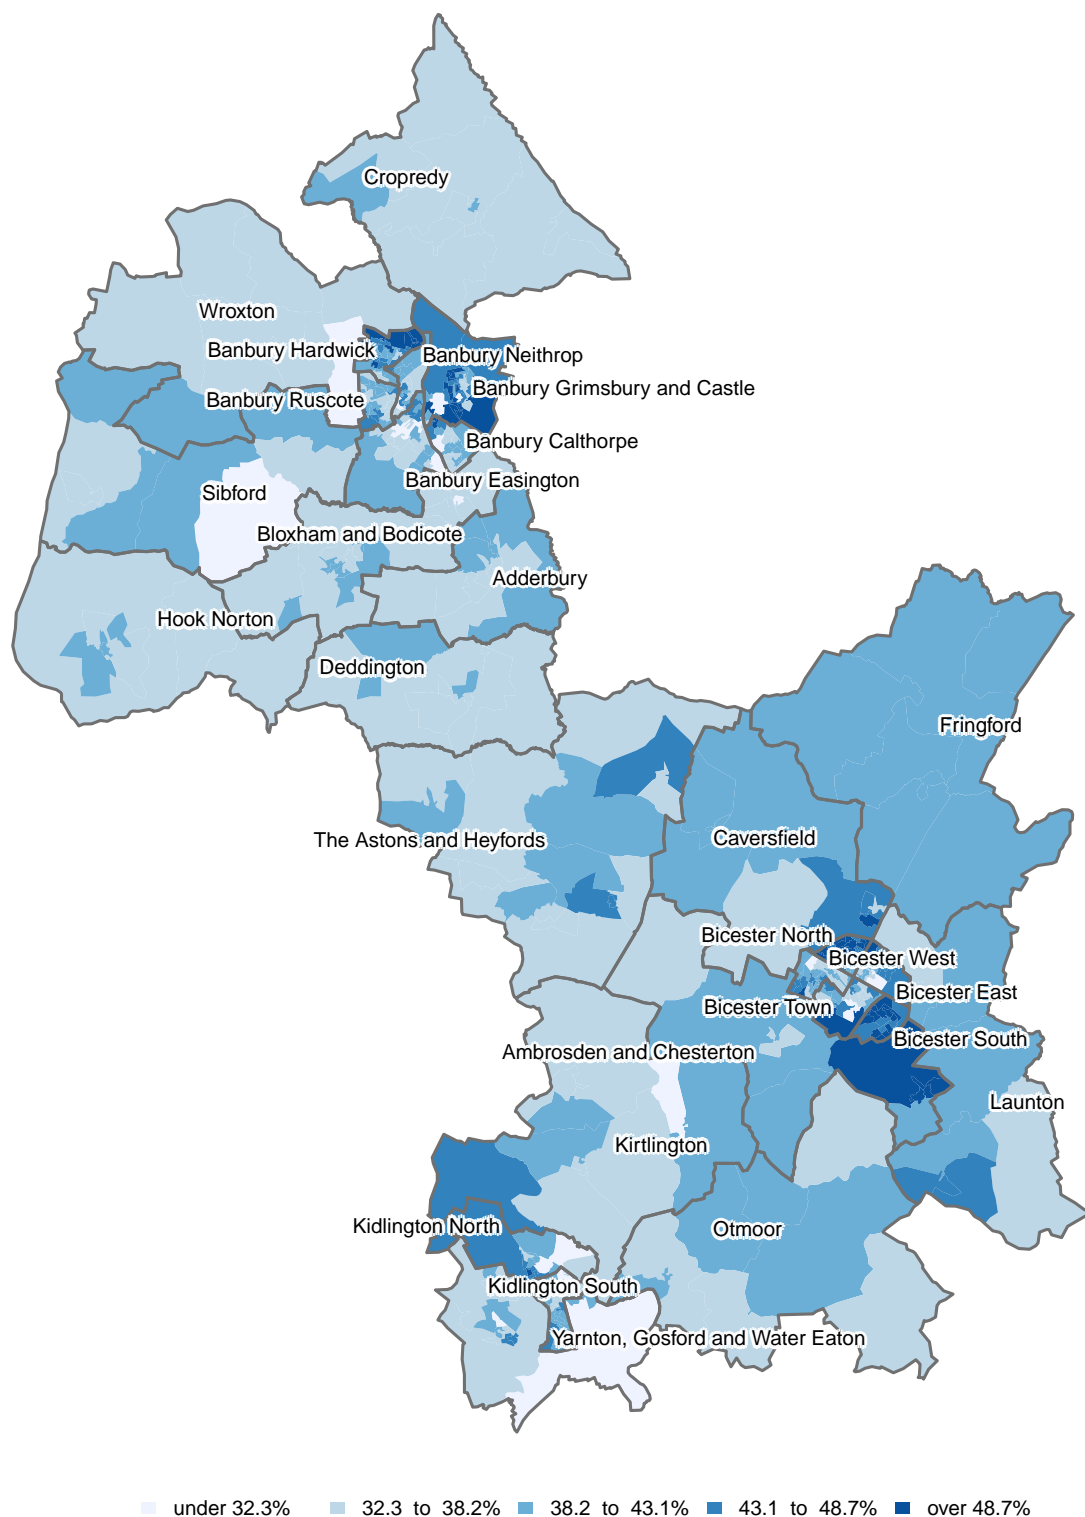 Cropredy
Wroxton
Banbury Hardwick
Banbury Neithrop
Banbury Grimsbury and Castle
Banbury Ruscote
Banbury Calthorpe
Banbury Easington
Sibford
Bloxham and Bodicote
Adderbury
Hook Norton
Deddington
Fringford
The Astons and Heyfords
Caversfield
Bicester North
Bicester West
Bicester East
Bicester Town
Bicester South
Ambrosden and Chesterton
Launton
Kirtlington
Kidlington North
Otmoor
Kidlington South
Yarnton, Gosford and Water Eaton
under 32.3% 32.3 to 38.2% 38.2 to 43.1% 43.1 to 48.7% over 48.7%